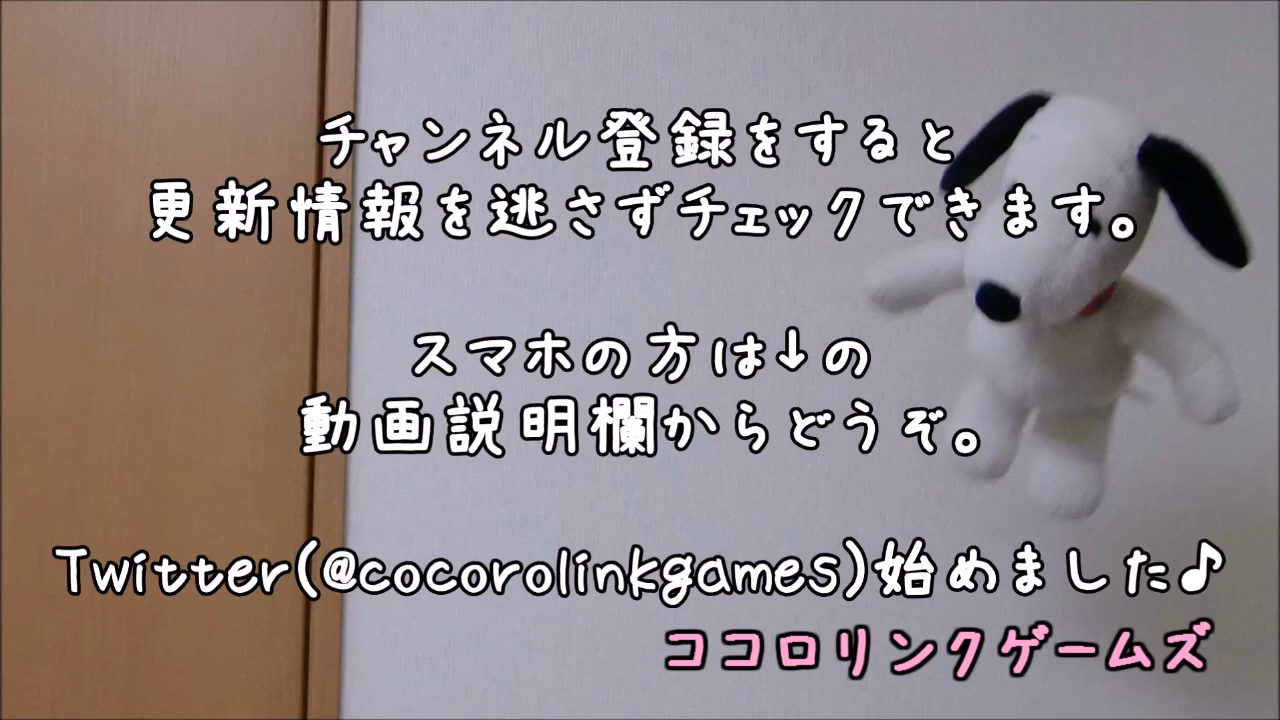 チャンネル登録をすると
更新情報を逃さずチェックできます。
スマホの方は↓の
動画説明欄からどうぞ。
Twitter(@cocorolinkgames)始めました♪
ココロリンクゲームズ